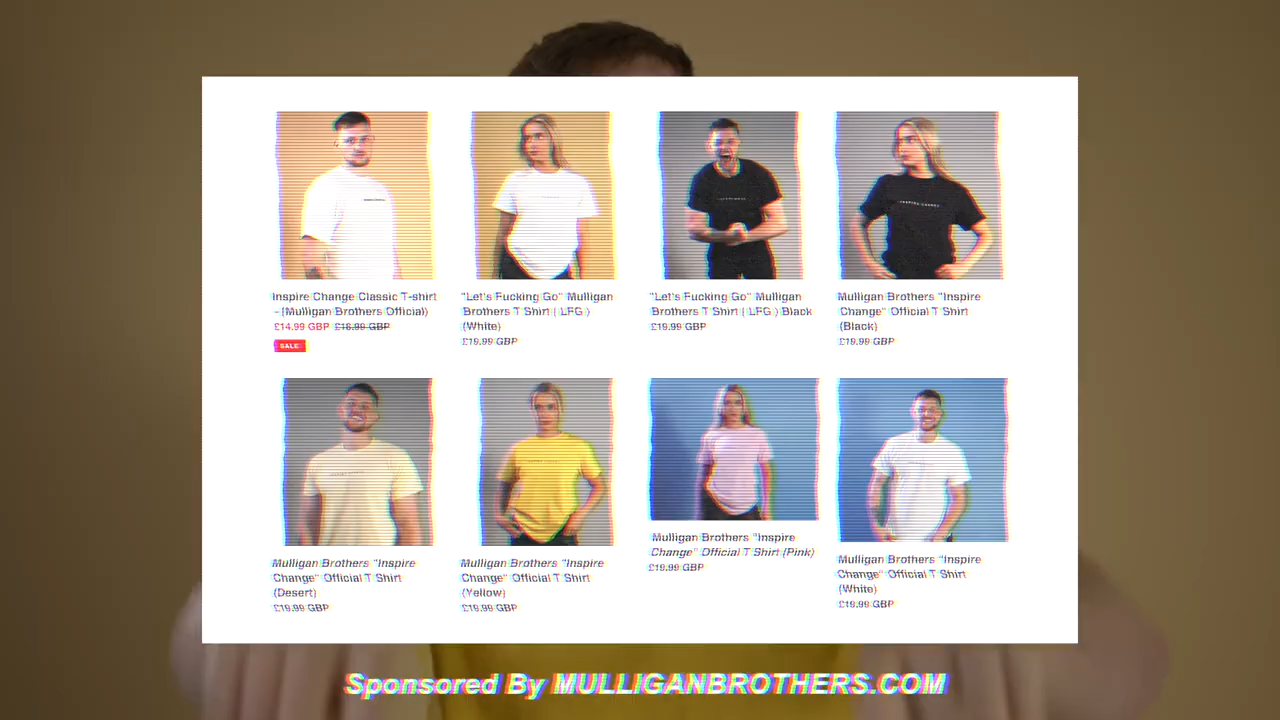 Inspire Change Classic T-shirt
- (Mulligan Brothers Official)
£14.99 GBP £16.99 GBP
SALE
"Let's Fucking Go" Mulligan
Brothers T Shirt ( LFG )
(White)
£19.99 GBP
"Let's Fucking Go" Mulligan
Brothers T Shirt ( LFG ) Black
£19.99 GBP
Mulligan Brothers "Inspire
Change" Official T Shirt
(Black)
£19.99 GBP
Mulligan Brothers "Inspire
Change" Official T Shirt
(Desert)
£19.99 GBP
Mulligan Brothers "Inspire
Change" Official T Shirt
(Yellow)
£19.99 GBP
Mulligan Brothers "Inspire
Change" Official T Shirt (Pink)
£19.99 GBP
Mulligan Brothers "Inspire
Change" Official T Shirt
(White)
£19.99 GBP
Sponsored By MULLIGANBROTHERS.COM